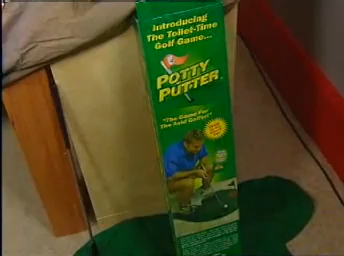 Introducing
The Toilet-Time
Golf Game...
POTTY
PUTTER
"The Game For
The Avid Golfer!"